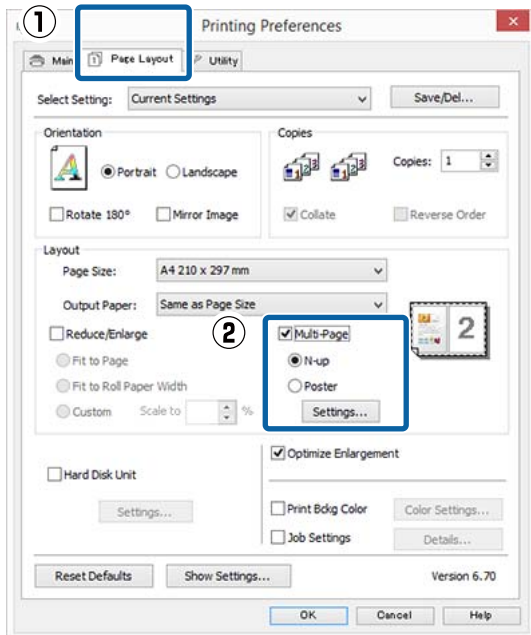 ①
Printing Preferences
Main Page Layout Utility
Select Setting: Current Settings Save/Del...
Orientation
Portrait Landscape
Rotate 180° Mirror Image
Copies
Copies: 1
Collate Reverse Order
Layout
Page Size: A4 210 x 297 mm
Output Paper: Same as Page Size
Reduce/Enlarge
Fit to Page
Fit to Roll Paper Width
Custom Scale to %
②
Multi-Page
N-up
Poster
Settings...
2
Optimize Enlargement
Hard Disk Unit
Settings...
Print Bdkg Color Color Settings...
Job Settings Details...
Reset Defaults Show Settings... Version 6.70
OK Cancel Help